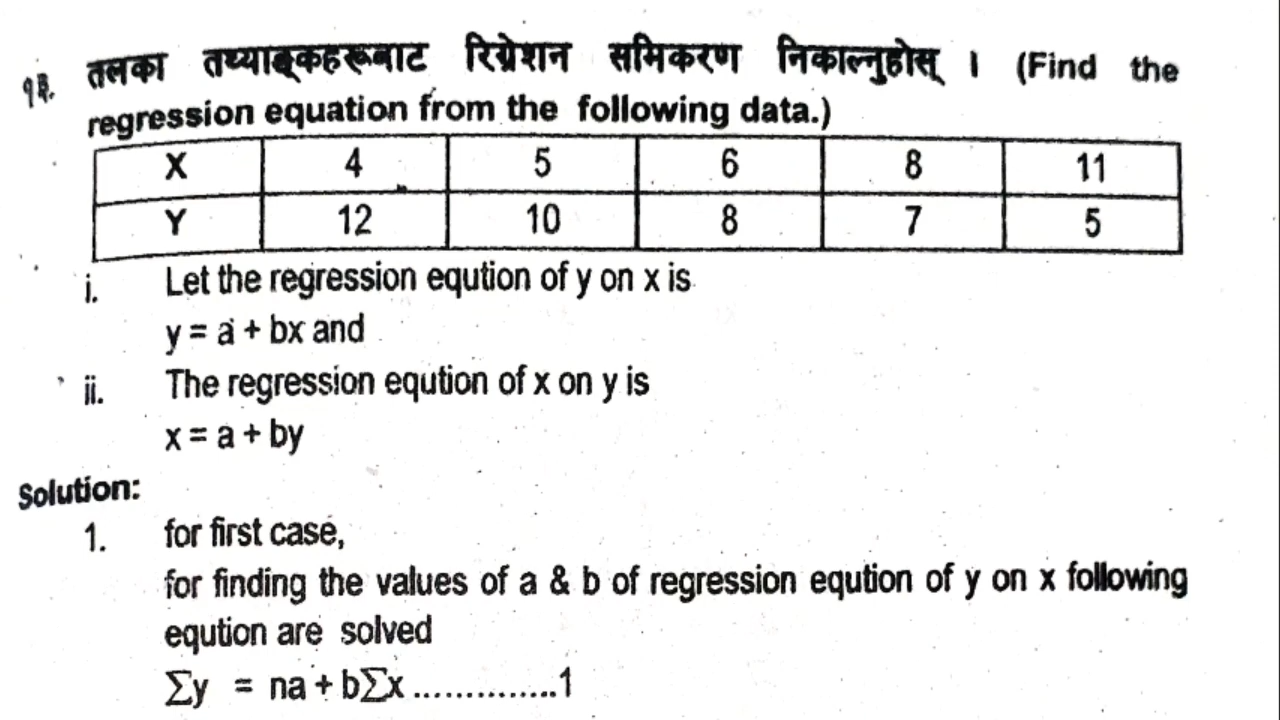 १३. तलका तथ्याङ्कहरूबाट रिग्रेशन समिकरण निकाल्नुहोस् । (Find the
regression equation from the following data.)
X 4 5 6 8 11
Y 12 10 8 7 5
i. Let the regression eqution of y on x is
y = a + bx and
ii. The regression eqution of x on y is
x = a + by
Solution:
1. for first case,
for finding the values of a & b of regression eqution of y on x following
eqution are solved
∑y = na + b∑x ..............1